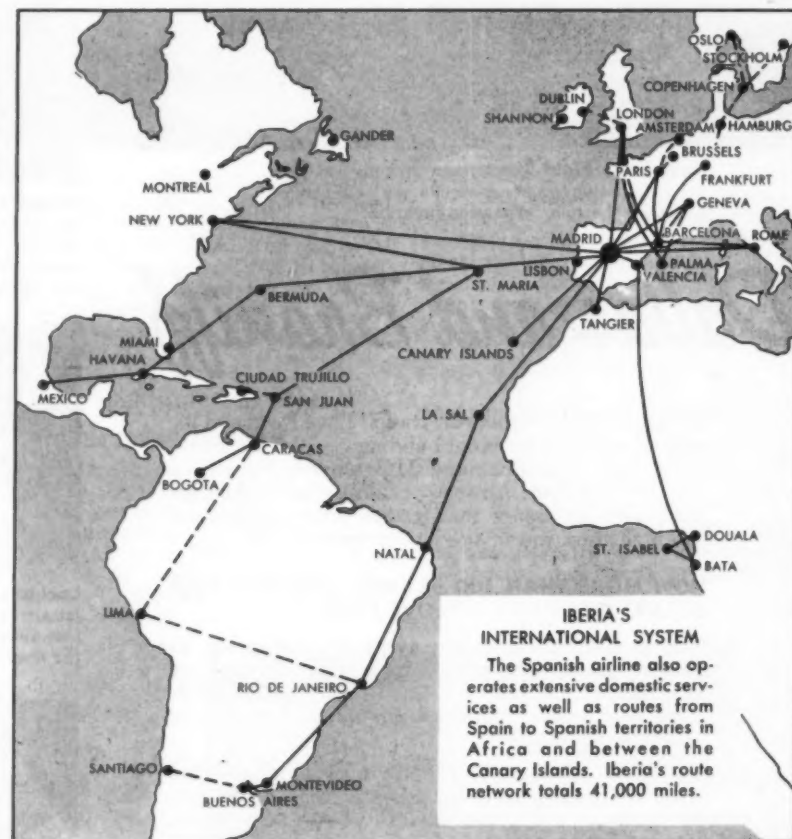 OSLO
STOCKHOLM
COPENHAGEN
DUBLIN
LONDON
SHANNON
AMSTERDAM
HAMBURG
GANDER
BRUSSELS
PARIS
FRANKFURT
MONTREAL
GENEVA
NEW YORK
MADRID
BARCELONA
ROME
LISBON
PALMA
ST. MARIA
VALENCIA
BERMUDA
TANGIER
MIAMI
CANARY ISLANDS
HAVANA
CIUDAD TRUJILLO
MEXICO
SAN JUAN
LA SAL
CARACAS
BOGOTA
DOUALA
NATAL
ST. ISABEL
BATA
LIMA
RIO DE JANEIRO
SANTIAGO
MONTEVIDEO
BUENOS AIRES
IBERIA'S
INTERNATIONAL SYSTEM
The Spanish airline also op-
erates extensive domestic serv-
ices as well as routes from
Spain to Spanish territories in
Africa and between the
Canary Islands. Iberia's route
network totals 41,000 miles.